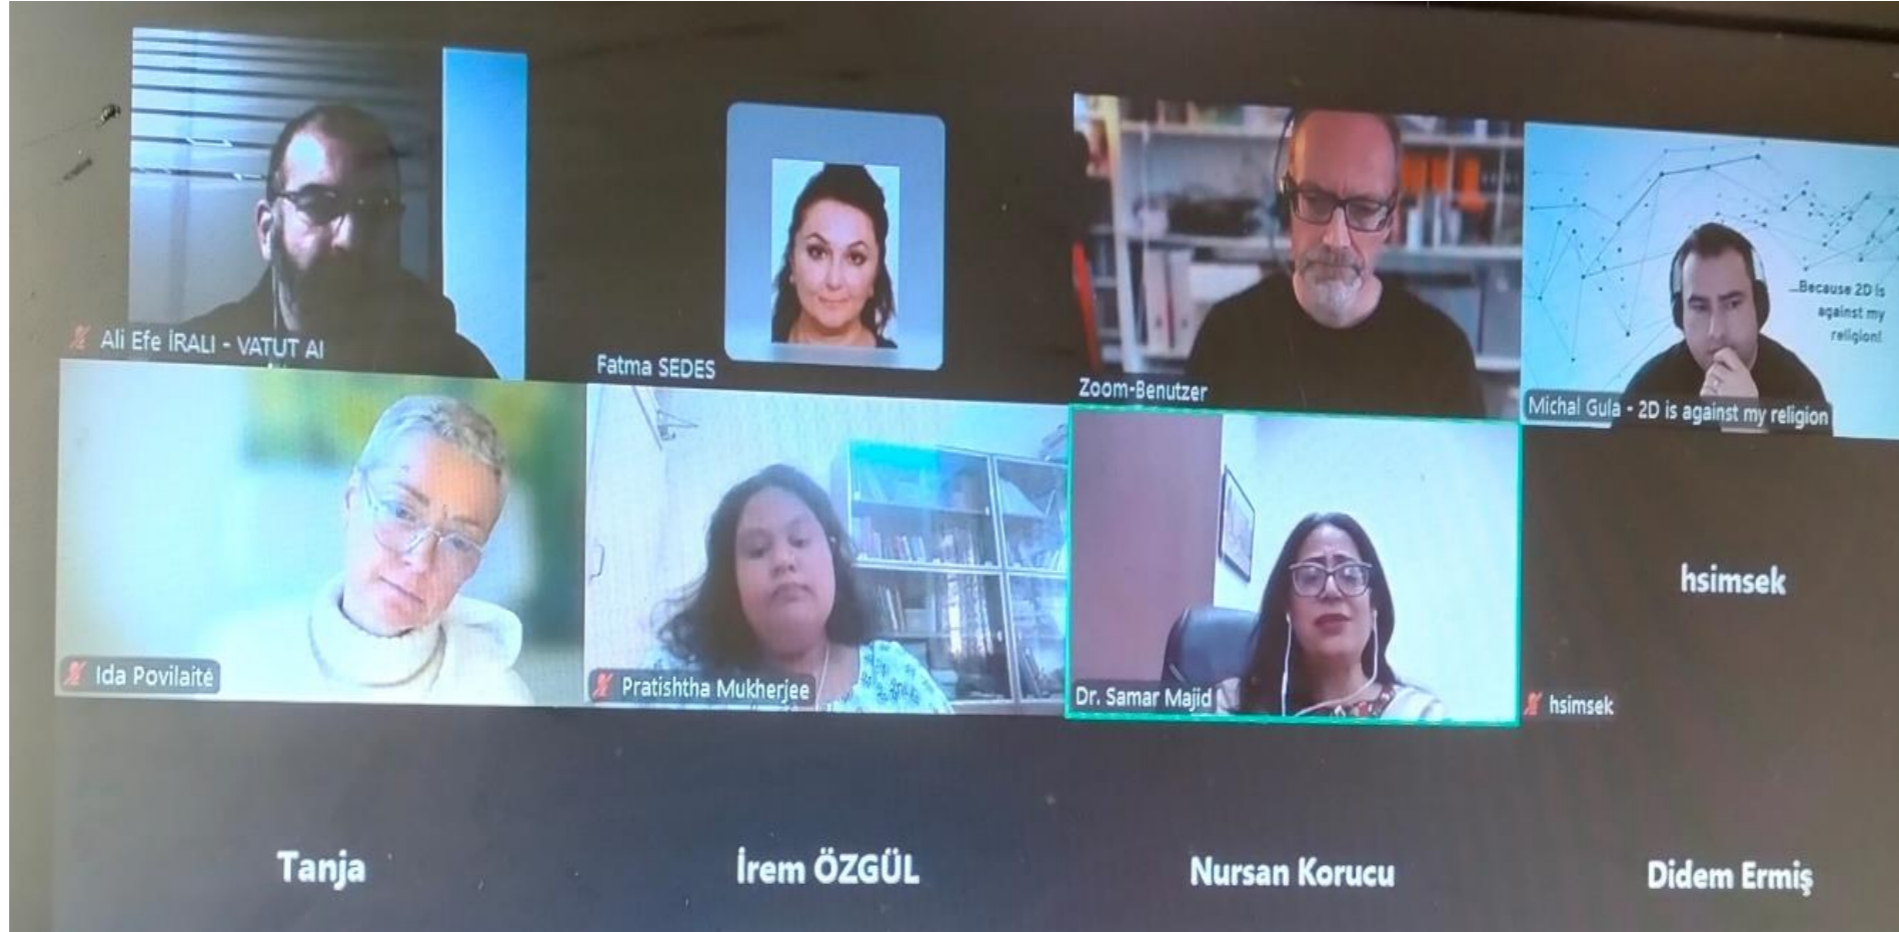 Ali Efe İRALI - VATUT AI
Fatma SEDES
Zoom-Benutzer
...Because 2D is
against my
religion!
Michal Gula - 2D is against my religion
Ida Povilaitė
Pratishtha Mukherjee
Dr. Samar Majid
hsimsek
hsimsek
Tanja
İrem ÖZGÜL
Nursan Korucu
Didem Ermiş